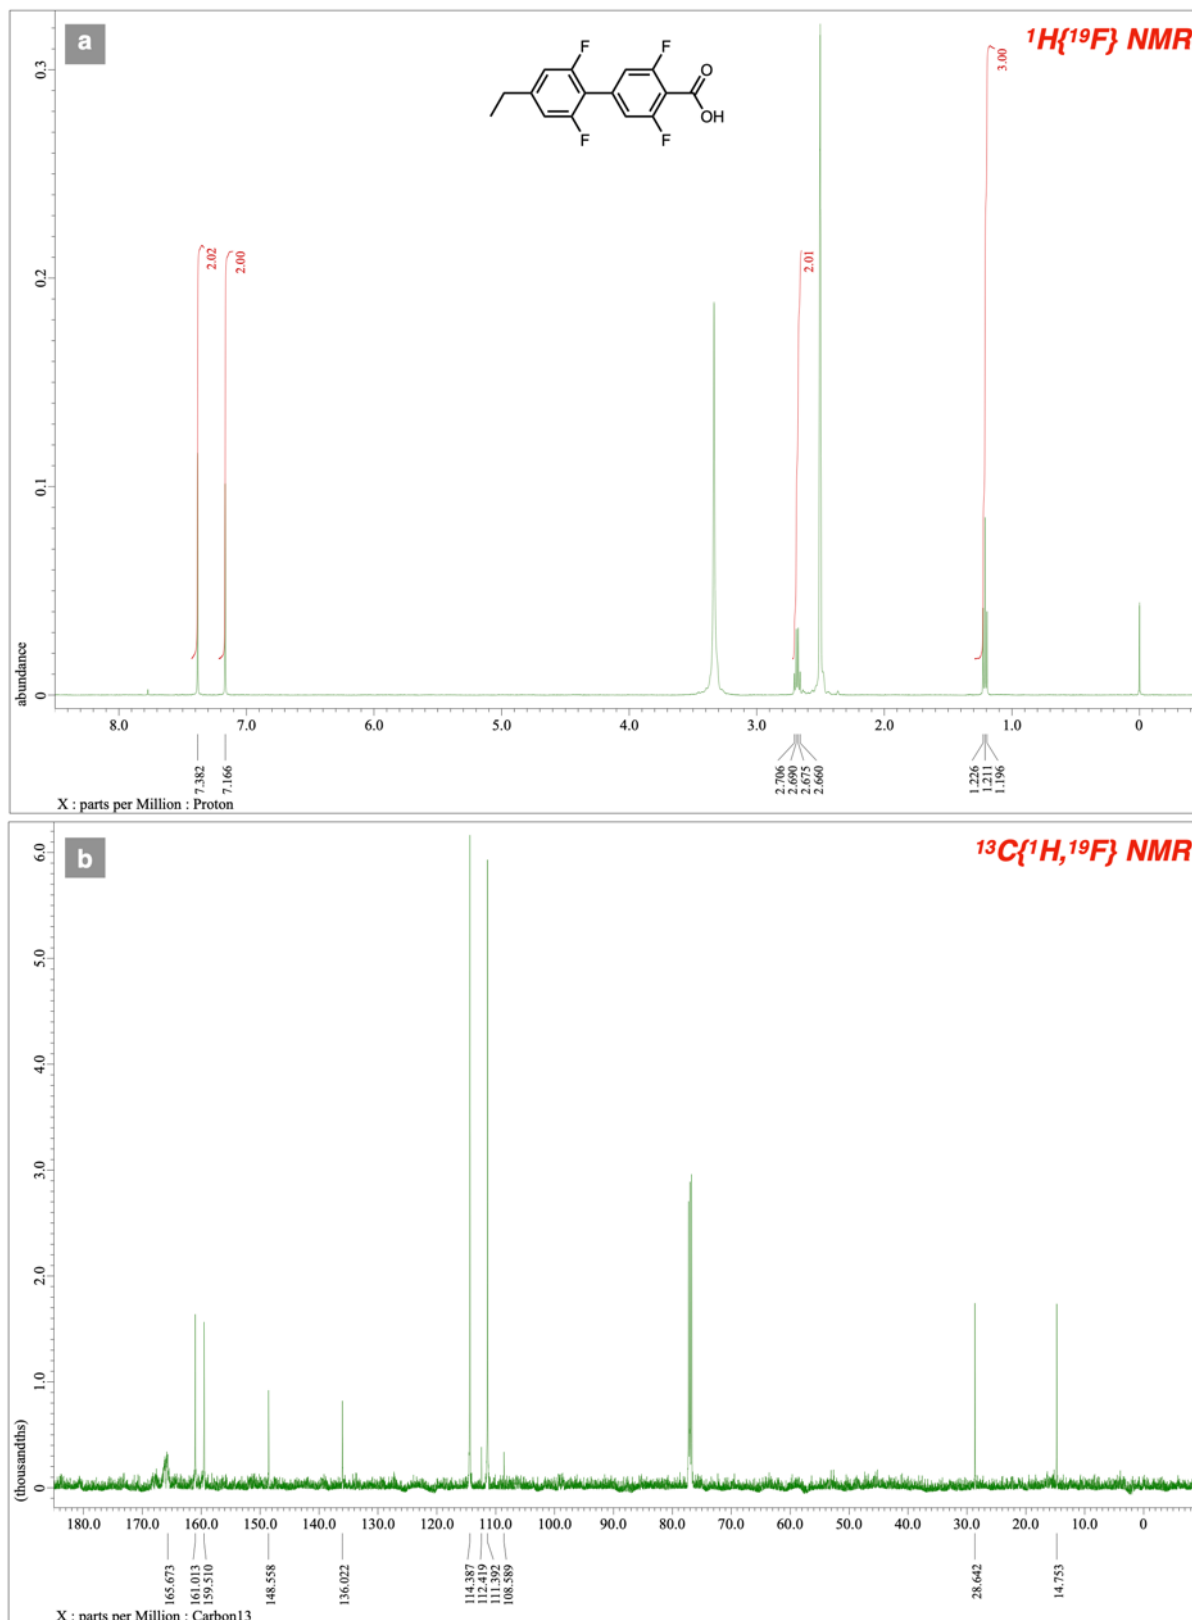 a
¹H{¹⁹F} NMR
F
F
O
OH
F
F
3.00
2.02
2.00
2.01
0.3
0.2
0.1
0
abundance
8.0 7.0 6.0 5.0 4.0 3.0 2.0 1.0 0
7.382
7.166
2.706
2.690
2.675
2.660
1.226
1.211
1.196
X : parts per Million : Proton
b
¹³C{¹H,¹⁹F} NMR
6.0
5.0
4.0
3.0
2.0
1.0
0
(thousandths)
180.0 170.0 160.0 150.0 140.0 130.0 120.0 110.0 100.0 90.0 80.0 70.0 60.0 50.0 40.0 30.0 20.0 10.0 0
165.673
161.013
159.510
148.558
136.022
114.387
112.419
111.392
108.589
28.642
14.753
X : parts per Million : Carbon13